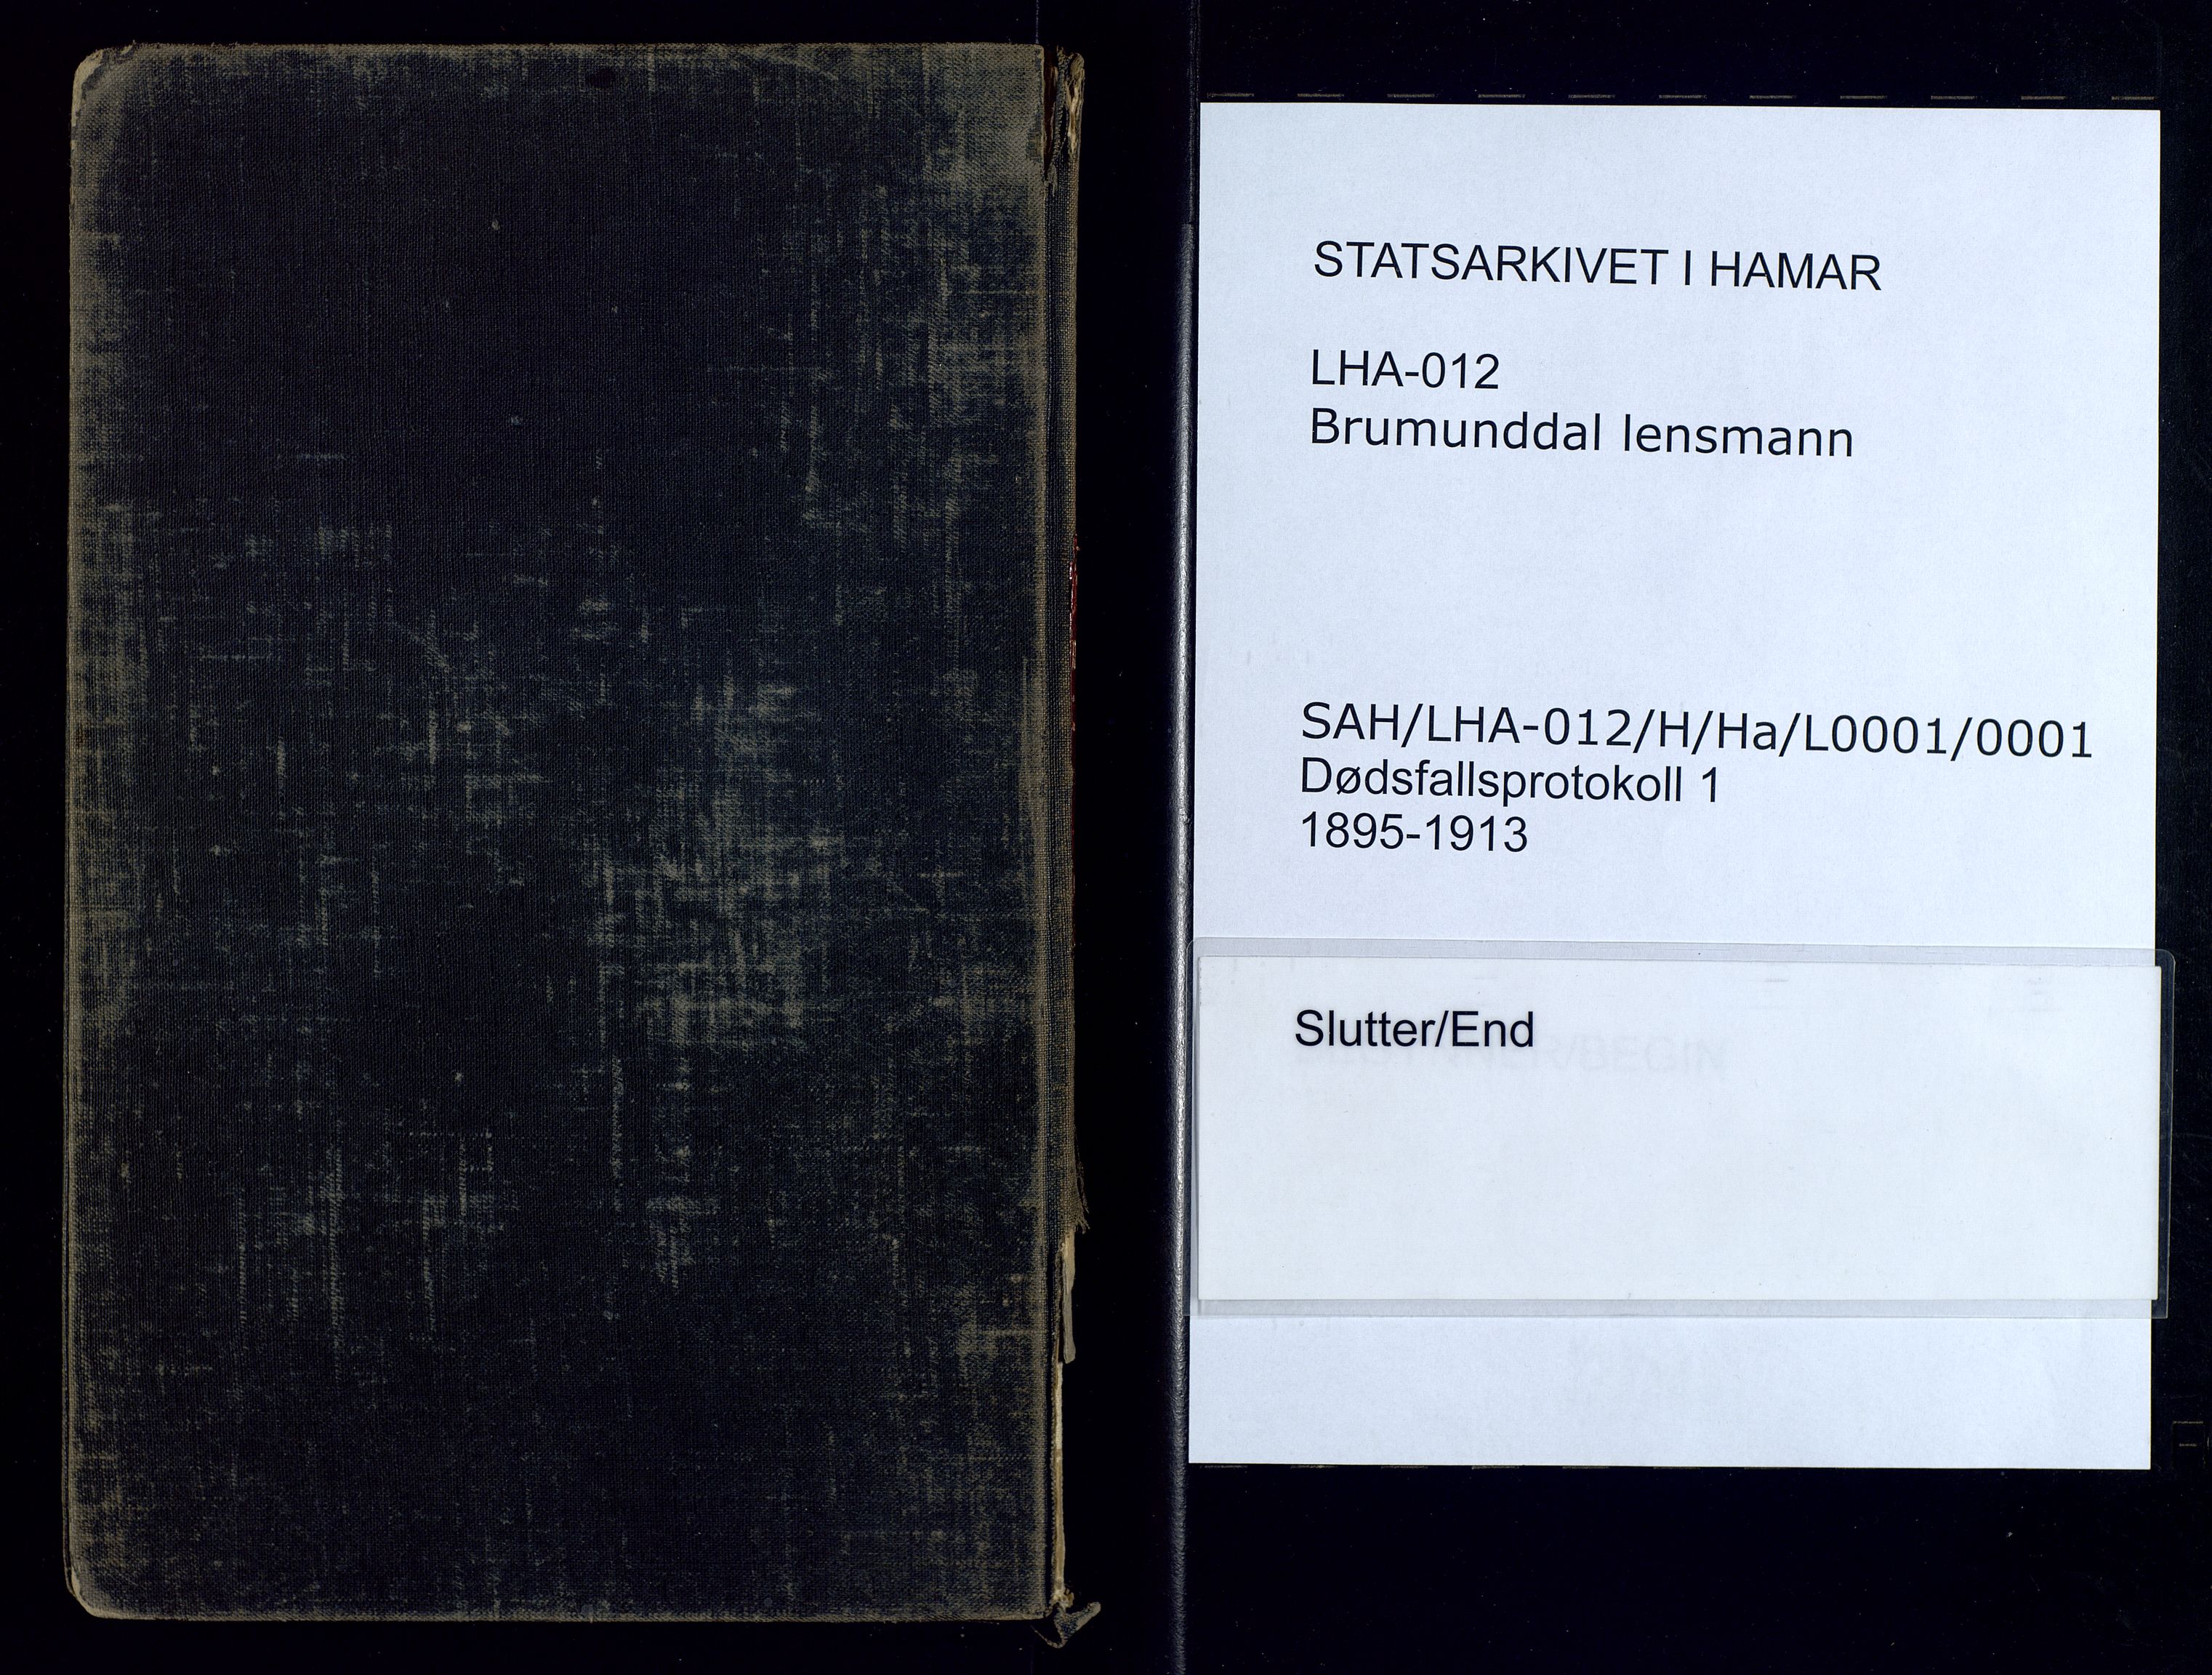 STATSARKIVET I HAMAR
LHA-012
Brumunddal lensmann
SAH/LHA-012/H/Ha/L0001/0001
Dødsfallsprotokoll 1
1895-1913
Slutter/End